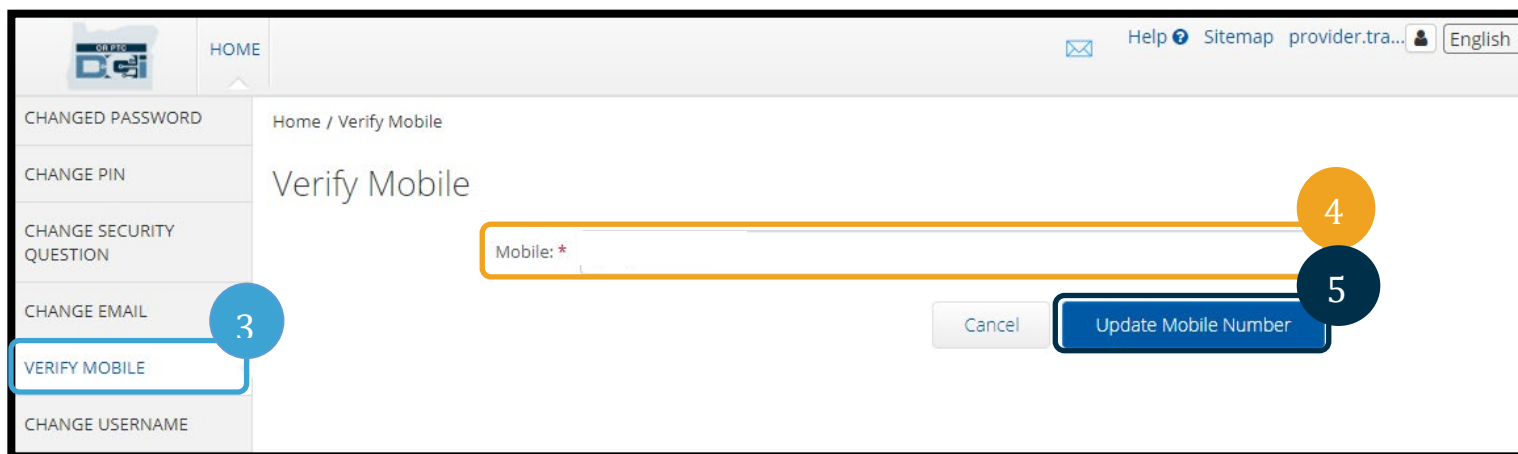 OR PTC
DCi
HOME
Help ? Sitemap provider.tra... English
CHANGED PASSWORD
CHANGE PIN
CHANGE SECURITY
QUESTION
CHANGE EMAIL
3
VERIFY MOBILE
CHANGE USERNAME
Home / Verify Mobile
Verify Mobile
4
Mobile: *
5
Cancel
Update Mobile Number